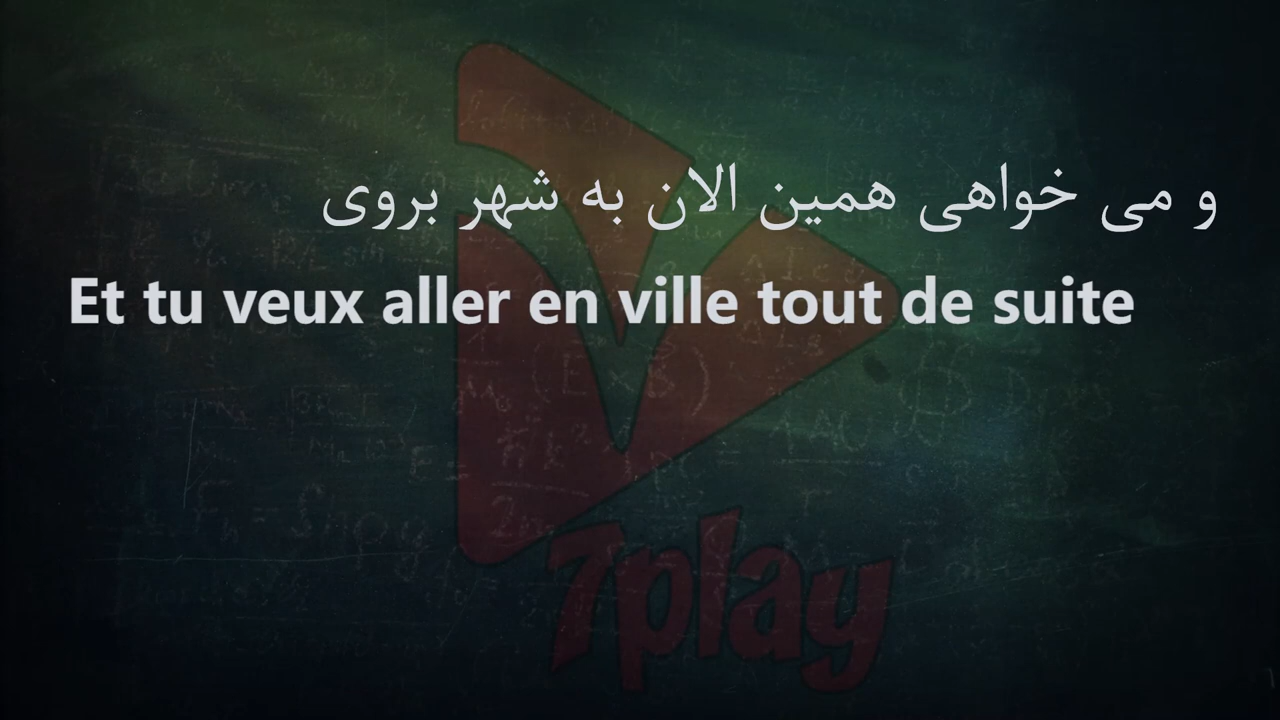 و می خواهی همین الان به شهر بروی
Et tu veux aller en ville tout de suite
7play